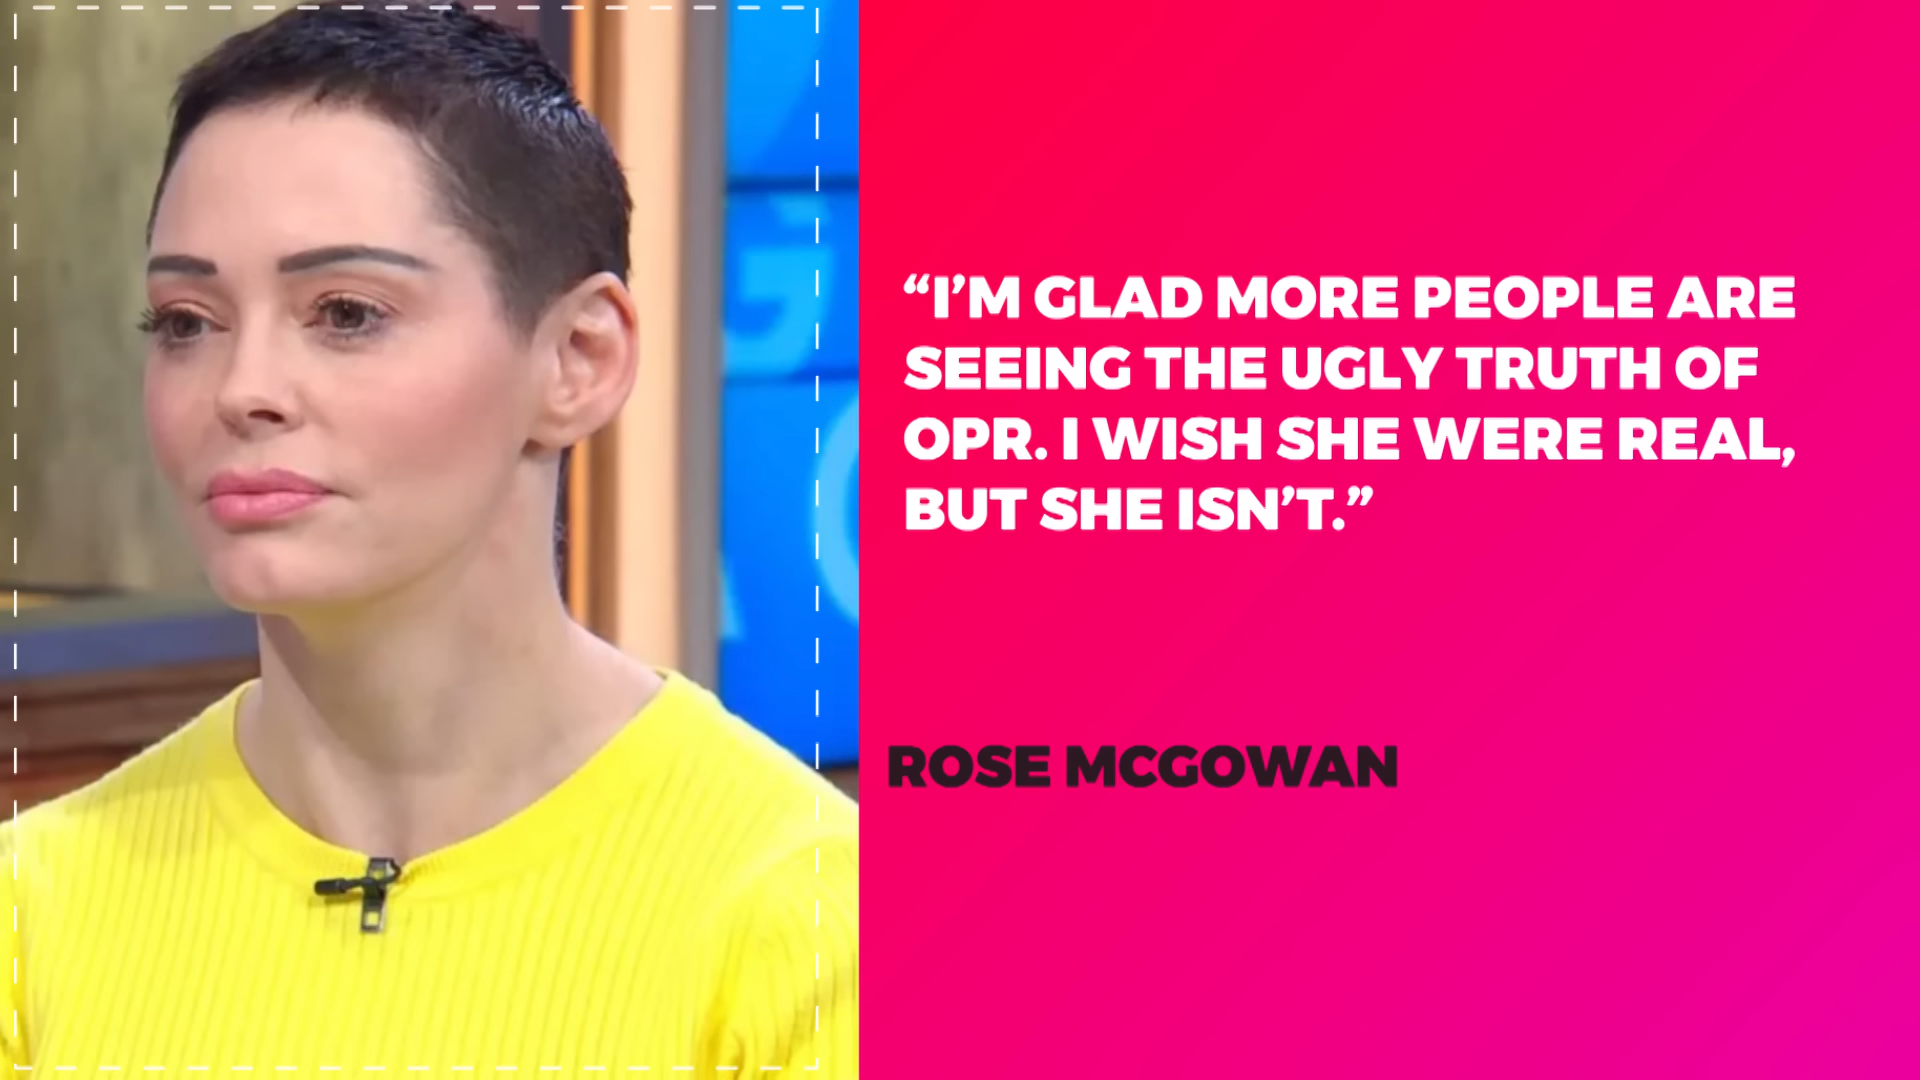 “I’M GLAD MORE PEOPLE ARE
SEEING THE UGLY TRUTH OF
OPR. I WISH SHE WERE REAL,
BUT SHE ISN’T.”
ROSE MCGOWAN
G